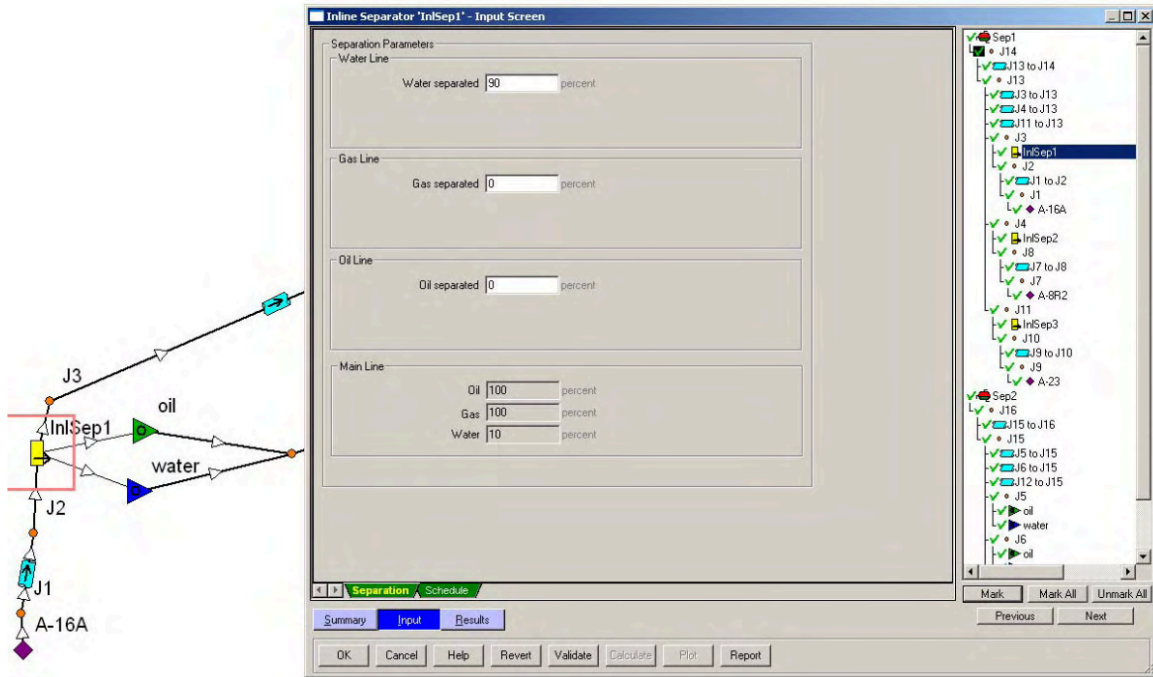 Inline Separator 'InlSep1' - Input Screen
Separation Parameters
Water Line
Water separated 90 percent
Gas Line
Gas separated 0 percent
Oil Line
Oil separated 0 percent
Main Line
Oil 100 percent
Gas 100 percent
Water 10 percent
Separation Schedule
Summary Input Results
OK Cancel Help Revert Validate Calculate Plot Report
Sep1
J14
J13 to J14
J13
J3 to J13
J4 to J13
J11 to J13
J3
InlSep1
J2
J1 to J2
J1
A-16A
J4
InlSep2
J8
J7 to J8
J7
A-8R2
J11
InlSep3
J10
J9 to J10
J9
A-23
Sep2
J16
J15 to J16
J15
J5 to J15
J6 to J15
J12 to J15
J5
oil
water
J6
oil
Mark Mark All Unmark All
Previous Next
J3
oil
InlSep1
water
J2
J1
A-16A